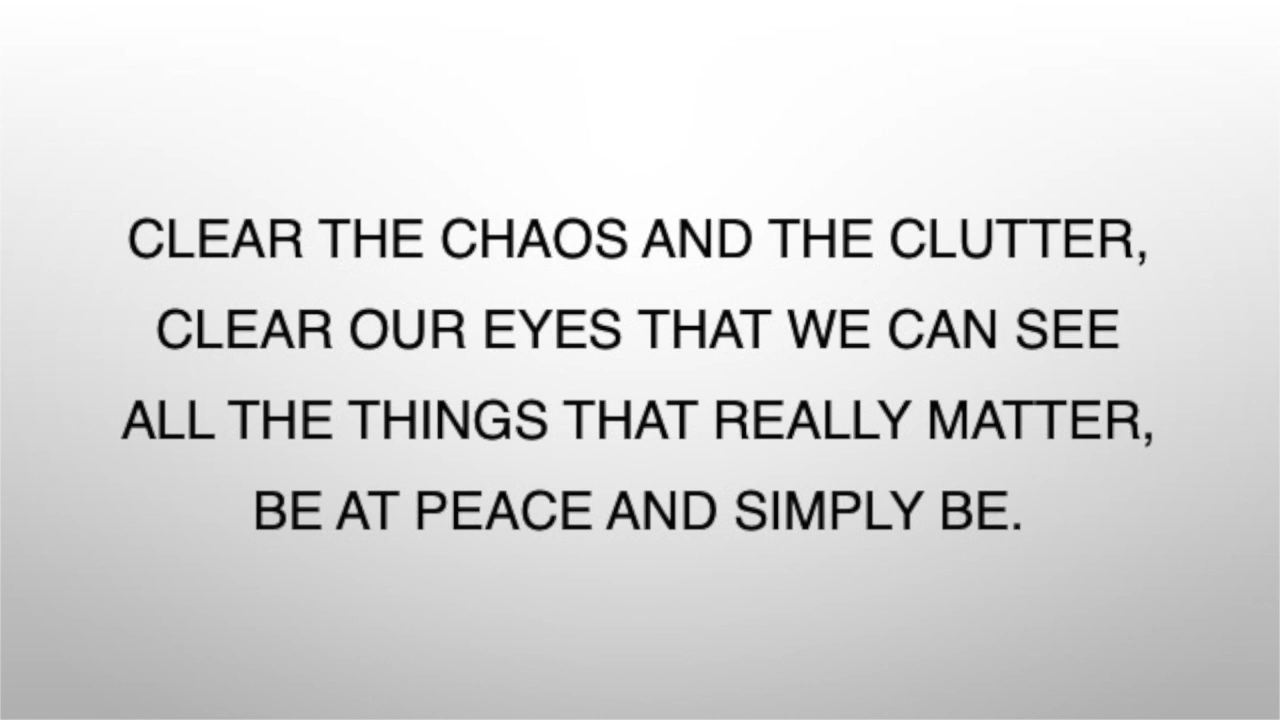 CLEAR THE CHAOS AND THE CLUTTER,
CLEAR OUR EYES THAT WE CAN SEE
ALL THE THINGS THAT REALLY MATTER,
BE AT PEACE AND SIMPLY BE.